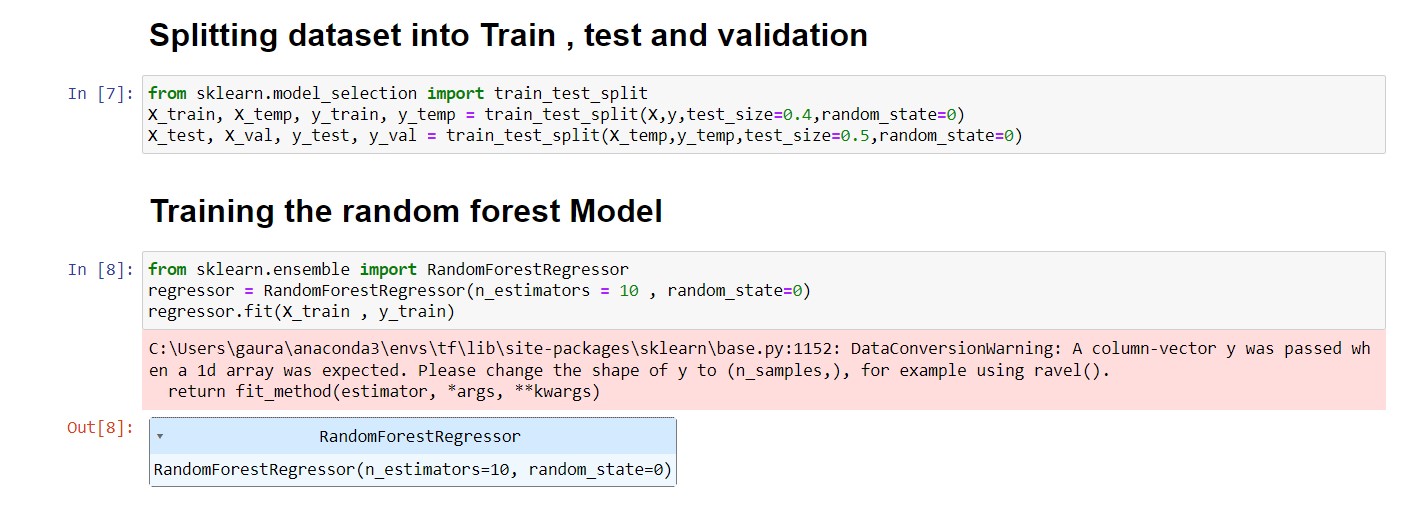 Splitting dataset into Train , test and validation
In [7]: from sklearn.model_selection import train_test_split
X_train, X_temp, y_train, y_temp = train_test_split(X,y,test_size=0.4,random_state=0)
X_test, X_val, y_test, y_val = train_test_split(X_temp,y_temp,test_size=0.5,random_state=0)
Training the random forest Model
In [8]: from sklearn.ensemble import RandomForestRegressor
regressor = RandomForestRegressor(n_estimators = 10 , random_state=0)
regressor.fit(X_train , y_train)
C:\Users\gaura\anaconda3\envs\tf\lib\site-packages\sklearn\base.py:1152: DataConversionWarning: A column-vector y was passed wh
en a 1d array was expected. Please change the shape of y to (n_samples,), for example using ravel().
return fit_method(estimator, *args, **kwargs)
Out[8]: RandomForestRegressor
RandomForestRegressor(n_estimators=10, random_state=0)